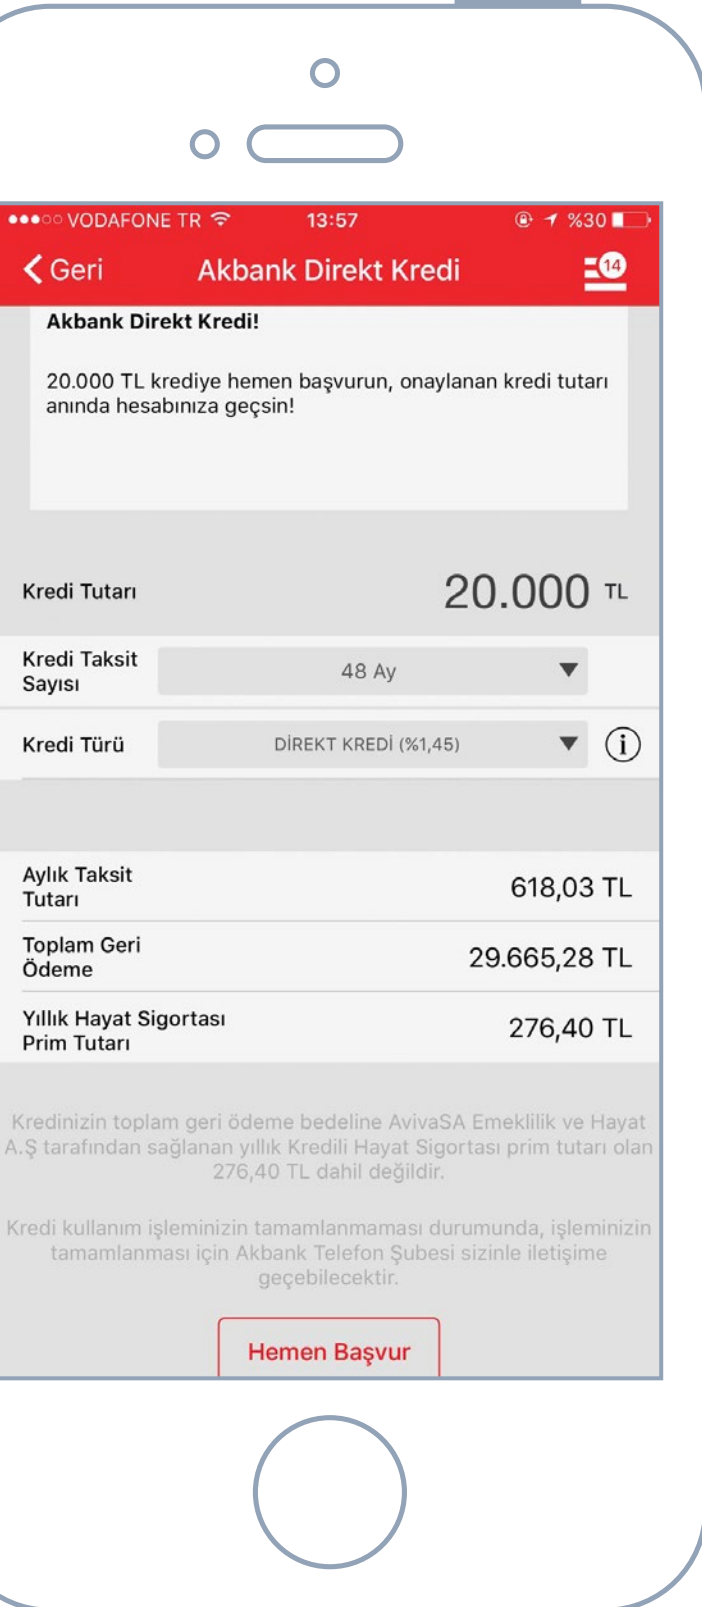 VODAFONE TR 13:57 %30
Geri Akbank Direkt Kredi 14
Akbank Direkt Kredi!
20.000 TL krediye hemen başvurun, onaylanan kredi tutarı
anında hesabınıza geçsin!
Kredi Tutarı 20.000 TL
Kredi Taksit
Sayısı
48 Ay
Kredi Türü DİREKT KREDİ (%1,45)
Aylık Taksit
Tutarı
618,03 TL
Toplam Geri
Ödeme
29.665,28 TL
Yıllık Hayat Sigortası
Prim Tutarı
276,40 TL
Kredinizin toplam geri ödeme bedeline AvivaSA Emeklilik ve Hayat
A.Ş tarafından sağlanan yıllık Kredili Hayat Sigortası prim tutarı olan
276,40 TL dahil değildir.
Kredi kullanım işleminizin tamamlanmaması durumunda, işleminizin
tamamlanması için Akbank Telefon Şubesi sizinle iletişime
geçebilecektir.
Hemen Başvur